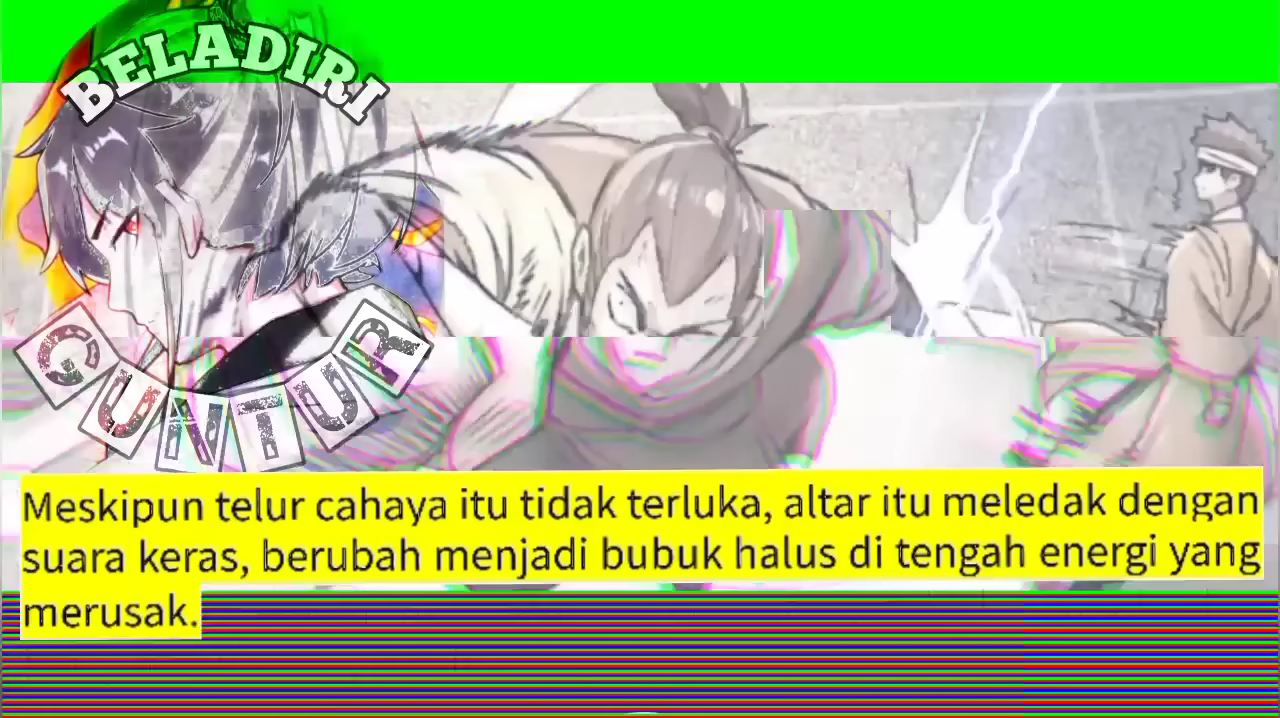 BELADIRI
GUNTUR
Meskipun telur cahaya itu tidak terluka, altar itu meledak dengan
suara keras, berubah menjadi bubuk halus di tengah energi yang
merusak.